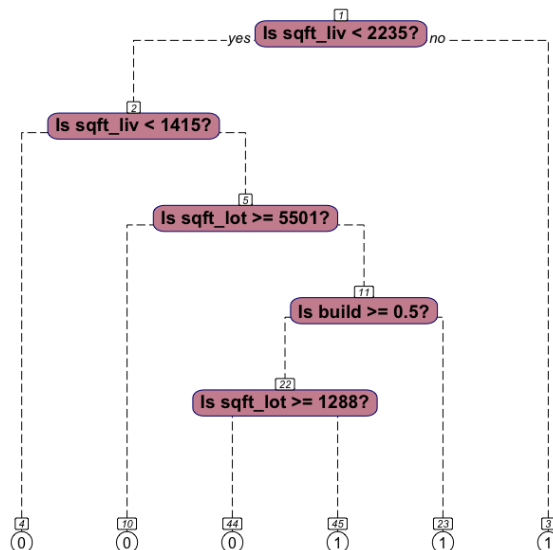 1
Is sqft_liv < 2235?
yes
no
2
Is sqft_liv < 1415?
5
Is sqft_lot >= 5501?
11
Is build >= 0.5?
22
Is sqft_lot >= 1288?
4 10 44 45 23 3
0 0 0 1 1 1